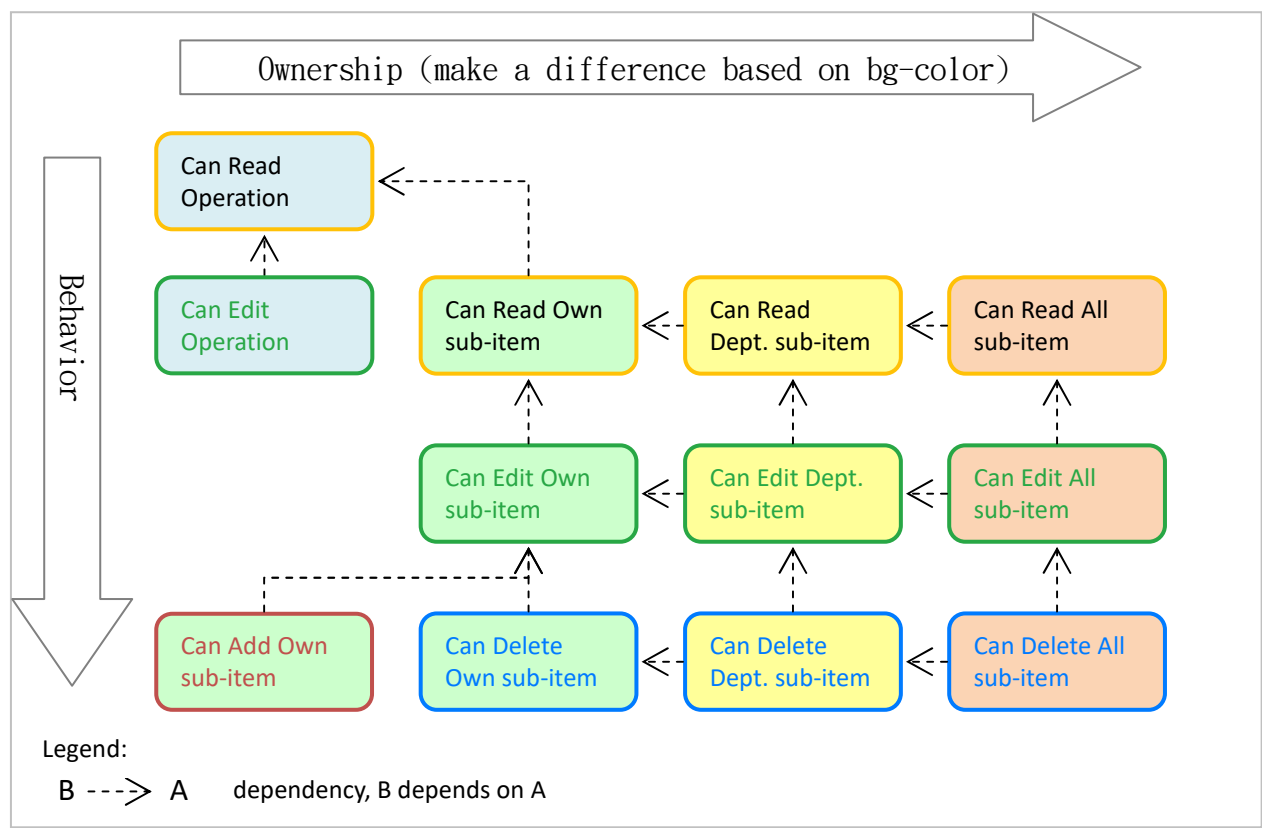 Ownership (make a difference based on bg-color)
Behavior
Can Read
Operation
Can Edit
Operation
Can Read Own
sub-item
Can Read
Dept. sub-item
Can Read All
sub-item
Can Edit Own
sub-item
Can Edit Dept.
sub-item
Can Edit All
sub-item
Can Add Own
sub-item
Can Delete
Own sub-item
Can Delete
Dept. sub-item
Can Delete All
sub-item
Legend:
B A dependency, B depends on A